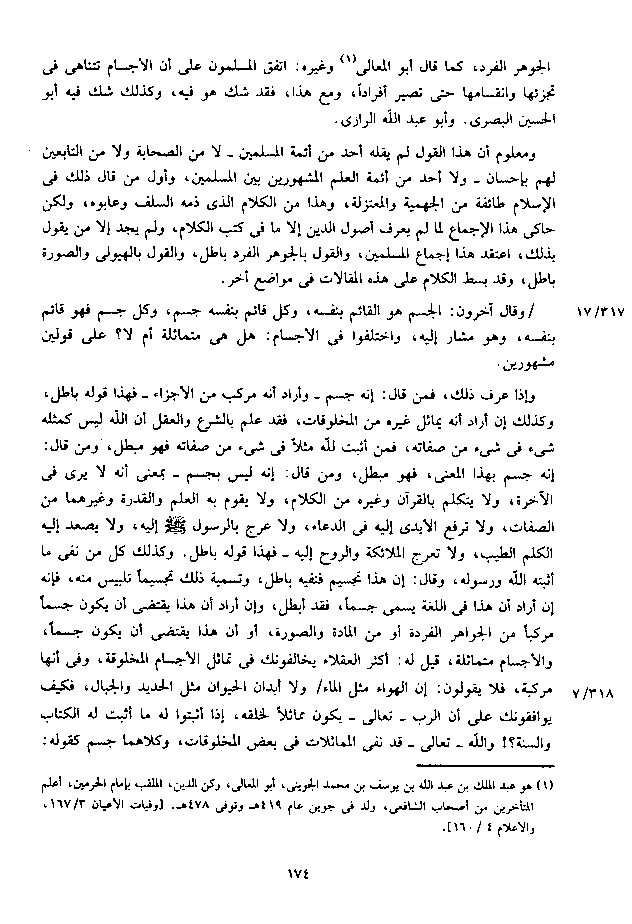 الجوهر الفرد، كما قال أبو المعالى(١) وغيره: اتفق المسلمون على أن الأجسام تتناهى فى
تجزئها وانقسامها حتى تصير أفراداً، ومع هذا، فقد شك هو فيه، وكذلك شك فيه أبو
الحسين البصرى. وأبو عبد الله الرازى.
ومعلوم أن هذا القول لم يقله أحد من أئمة المسلمين ـ لا من الصحابة ولا من التابعين
لهم بإحسان ـ ولا أحد من أئمة العلم المشهورين بين المسلمين، وأول من قال ذلك فى
الإسلام طائفة من الجهمية والمعتزلة، وهذا من الكلام الذى ذمه السلف وعابوه، ولكن
حاكى هذا الإجماع لما لم يعرف أصول الدين إلا ما فى كتب الكلام، ولم يجد إلا من يقول
بذلك، اعتقد هذا إجماع المسلمين، والقول بالجوهر الفرد باطل، والقول بالهيولى والصورة
باطل، وقد بسط الكلام على هذه المقالات فى مواضع أخر.
١٧/٣١٧ / وقال آخرون: الجسم هو القائم بنفسه، وكل قائم بنفسه جسم، وكل جسم فهو قائم
بنفسه، وهو مشار إليه، واختلفوا فى الأجسام: هل هى متماثلة أم لا؟ على قولين
مشهورين.
وإذا عرف ذلك، فمن قال: إنه جسم ـ وأراد أنه مركب من الأجزاء ـ فهذا قوله باطل،
وكذلك إن أراد أنه يماثل غيره من المخلوقات، فقد علم بالشرع والعقل أن الله ليس كمثله
شىء فى شىء من صفاته، فمن أثبت لله مثلاً فى شىء من صفاته فهو مبطل، ومن قال:
إنه جسم بهذا المعنى، فهو مبطل، ومن قال: إنه ليس بجسم ـ بمعنى أنه لا يرى فى
الآخرة، ولا يتكلم بالقرآن وغيره من الكلام، ولا يقوم به العلم والقدرة وغيرهما من
الصفات، ولا ترفع الأيدى إليه فى الدعاء، ولا عرج بالرسول ﷺ إليه، ولا يصعد إليه
الكلم الطيب، ولا تعرج الملائكة والروح إليه ـ فهذا قوله باطل. وكذلك كل من نفى ما
أثبته الله ورسوله، وقال: إن هذا تجسيم فنفيه باطل، وتسمية ذلك تجسيماً تلبيس منه، فإنه
إن أراد أن هذا فى اللغة يسمى جسماً، فقد أبطل، وإن أراد أن هذا يقتضى أن يكون جسماً
مركباً من الجواهر الفردة أو من المادة والصورة، أو أن هذا يقتضى أن يكون جسماً،
والأجسام متماثلة، قيل له: أكثر العقلاء يخالفونك فى تماثل الأجسام المخلوقة، وفى أنها
مركبة، فلا يقولون: إن الهواء مثل الماء/ ولا أبدان الحيوان مثل الحديد والجبال، فكيف ٧/٣١٨
يوافقونك على أن الرب ـ تعالى ـ يكون مماثلاً لخلقه، إذا أثبتوا له ما أثبت له الكتاب
والسنة؟! والله ـ تعالى ـ قد نفى المماثلات فى بعض المخلوقات، وكلاهما جسم كقوله:
(١) هو عبد الملك بن عبد الله بن يوسف بن محمد الجوينى، أبو المعالى، ركن الدين، الملقب بإمام الحرمين، أعلم
المتأخرين من أصحاب الشافعى، ولد فى جوين عام ٤١٩هـ وتوفى ٤٧٨هـ. [وفيات الأعيان ١٦٧/٣،
والأعلام ٤ / ١٦٠].
١٧٤